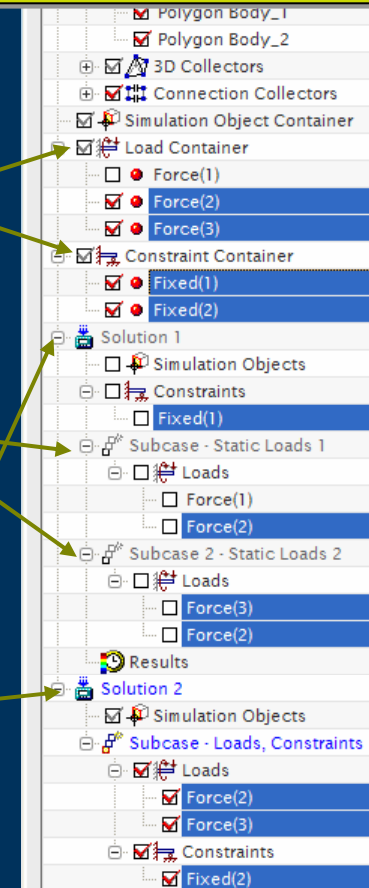 Polygon Body_1
Polygon Body_2
3D Collectors
Connection Collectors
Simulation Object Container
Load Container
Force(1)
Force(2)
Force(3)
Constraint Container
Fixed(1)
Fixed(2)
Solution 1
Simulation Objects
Constraints
Fixed(1)
Subcase - Static Loads 1
Loads
Force(1)
Force(2)
Subcase 2 - Static Loads 2
Loads
Force(3)
Force(2)
Results
Solution 2
Simulation Objects
Subcase - Loads, Constraints
Loads
Force(2)
Force(3)
Constraints
Fixed(2)